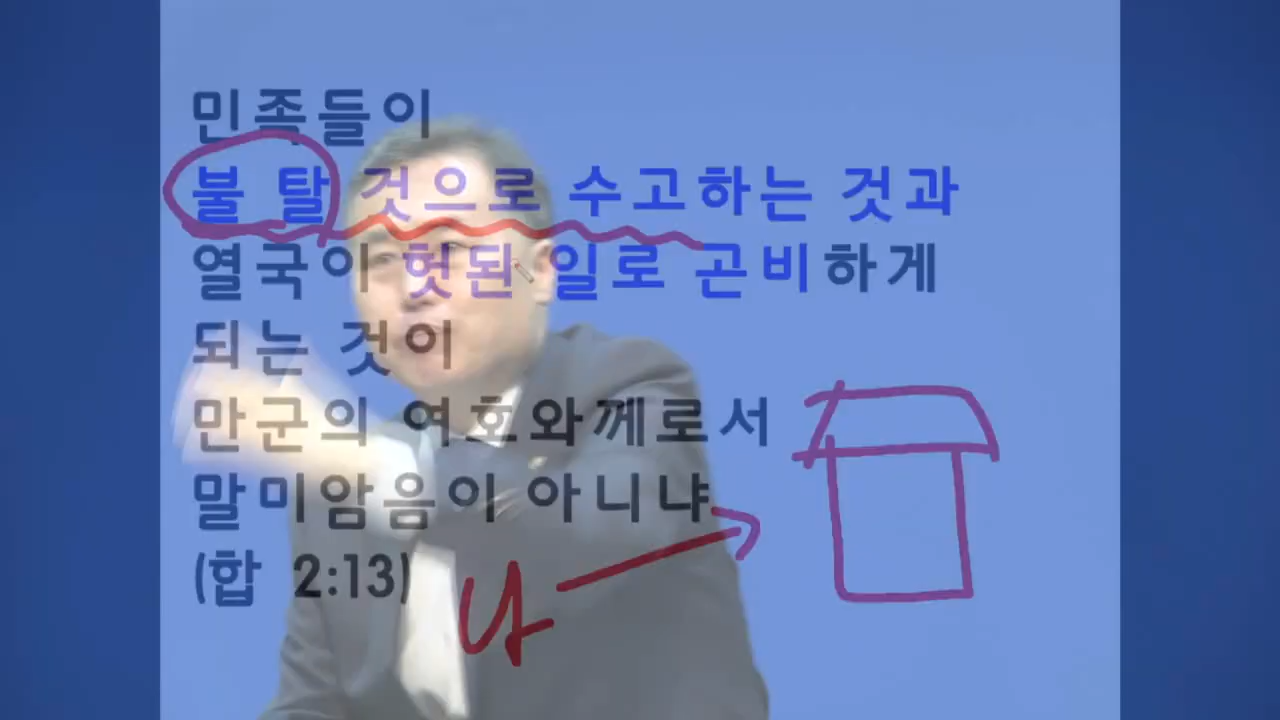 민족들이
불 탈 것으로 수고하는 것과
열국이 헛된 일로 곤비하게
되는 것이
만군의 여호와께로서
말미암음이 아니냐
(합 2:13)
나